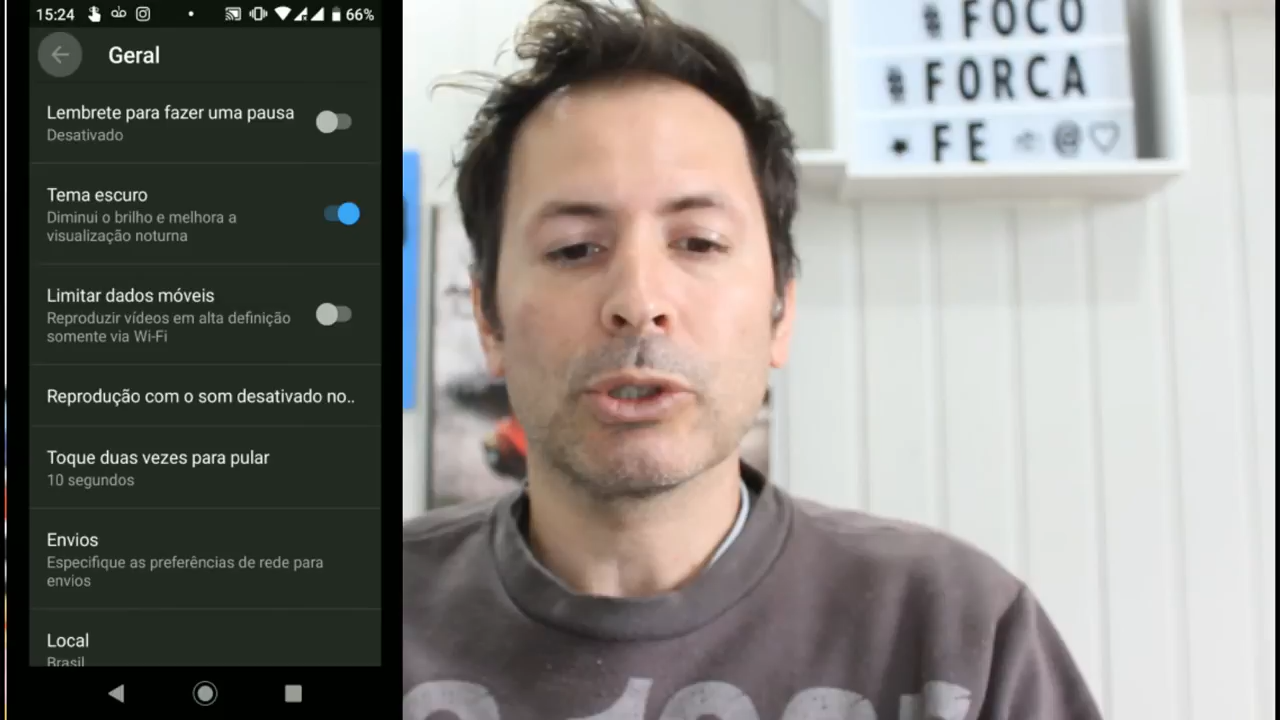 15:24
66%
Geral
Lembrete para fazer uma pausa
Desativado
Tema escuro
Diminui o brilho e melhora a
visualização noturna
Limitar dados móveis
Reproduzir vídeos em alta definição
somente via Wi-Fi
Reprodução com o som desativado no..
Toque duas vezes para pular
10 segundos
Envios
Especifique as preferências de rede para
envios
Local
Brasil
# FOCO
# FORCA
★ FE @ ♡